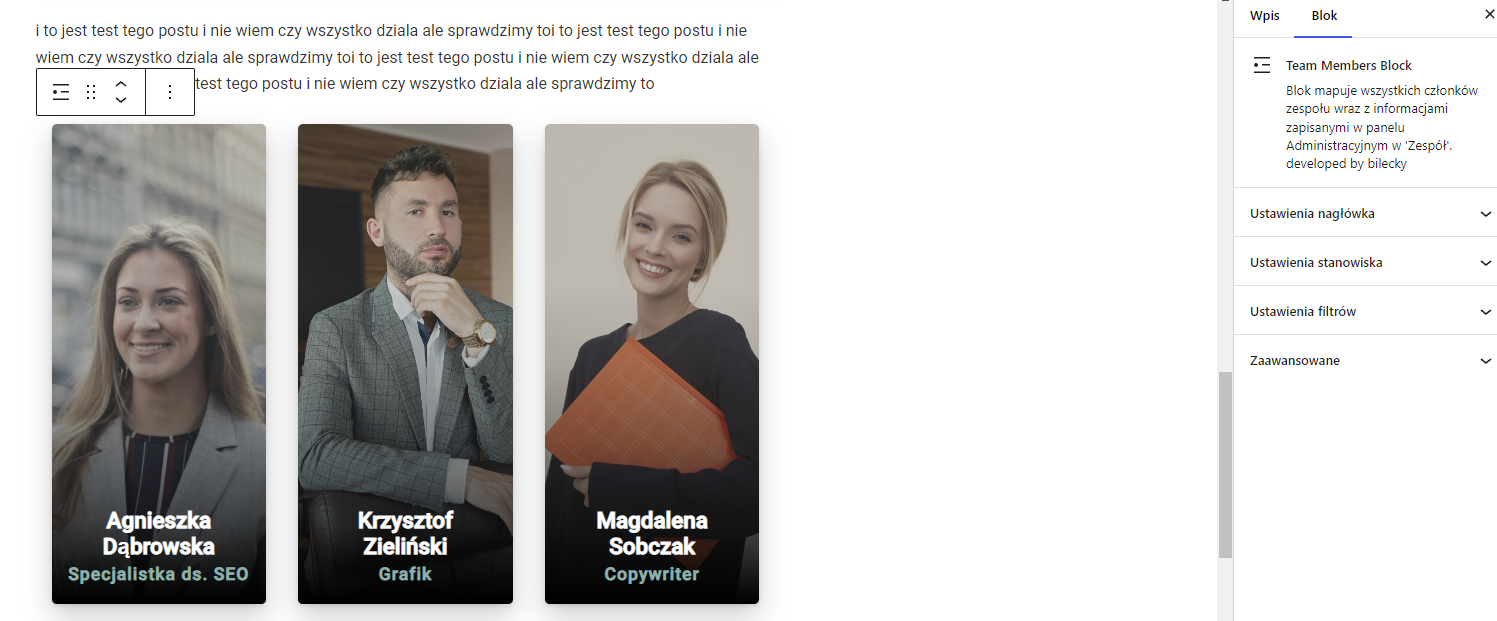 i to jest test tego postu i nie wiem czy wszystko dziala ale sprawdzimy toi to jest test tego postu i nie
wiem czy wszystko dziala ale sprawdzimy toi to jest test tego postu i nie wiem czy wszystko dziala ale
test tego postu i nie wiem czy wszystko dziala ale sprawdzimy to
Agnieszka
Dąbrowska
Specjalistka ds. SEO
Krzysztof
Zieliński
Grafik
Magdalena
Sobczak
Copywriter
Wpis
Blok
Team Members Block
Blok mapuje wszystkich członków
zespołu wraz z informacjami
zapisanymi w panelu
Administracyjnym w 'Zespół'.
developed by bilecky
Ustawienia nagłówka
Ustawienia stanowiska
Ustawienia filtrów
Zaawansowane